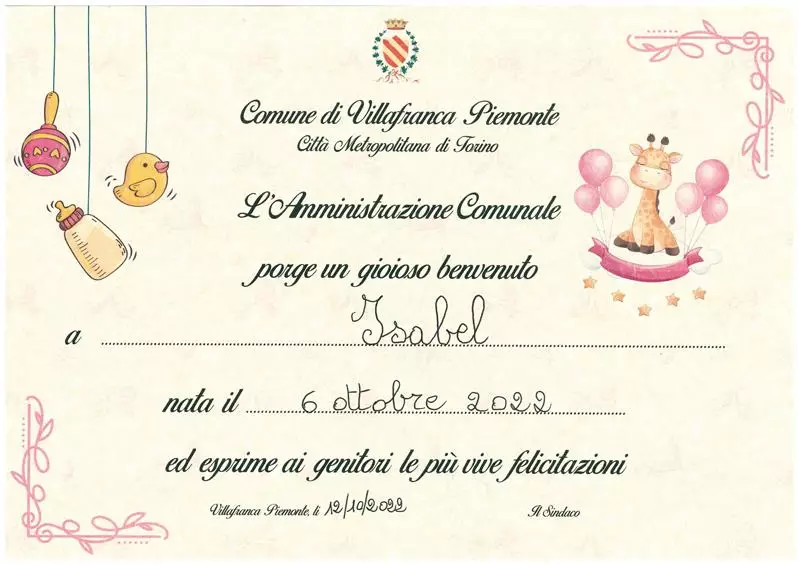 Comune di Villafranca Piemonte
Città Metropolitana di Torino
L'Amministrazione Comunale
porge un gioioso benvenuto
a Isabel
nata il 6 ottobre 2022
ed esprime ai genitori le più vive felicitazioni
Villafranca Piemonte, li 12/10/2022 Il Sindaco